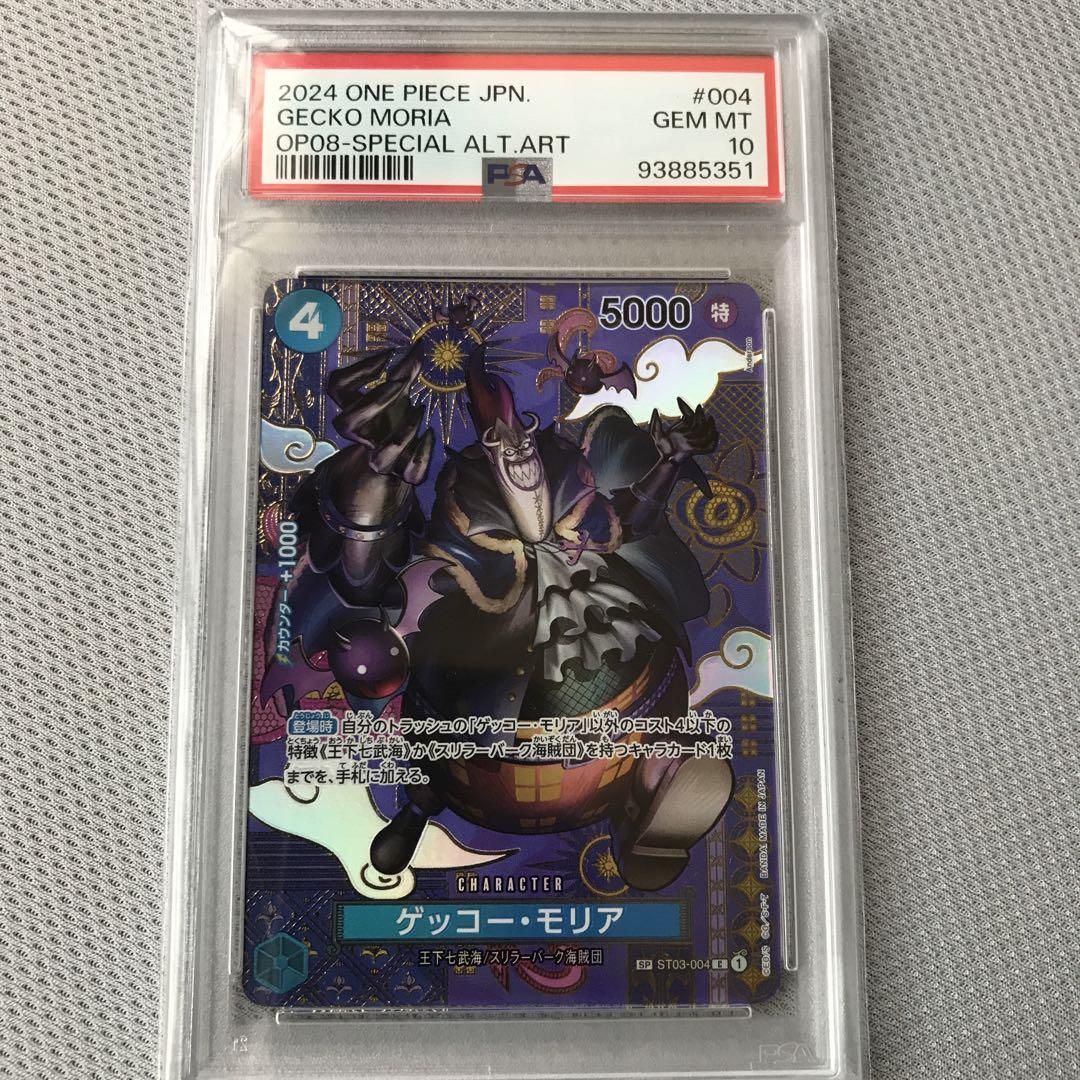 2024 ONE PIECE JPN. #004
GECKO MORIA GEM MT
OP08-SPECIAL ALT.ART 10
PSA 93885351
4
5000 特
Anderson
カウンター +1000
登場時 自分のトラッシュの「ゲッコー・モリア」以外のコスト4以下の
特徴《王下七武海》か《スリラーバーク海賊団》を持つキャラカード1枚
までを、手札に加える。
CHARACTER
ゲッコー・モリア
王下七武海/スリラーバーク海賊団
SP ST03-004 C 1
BANDAI MADE IN JAPAN
PSA